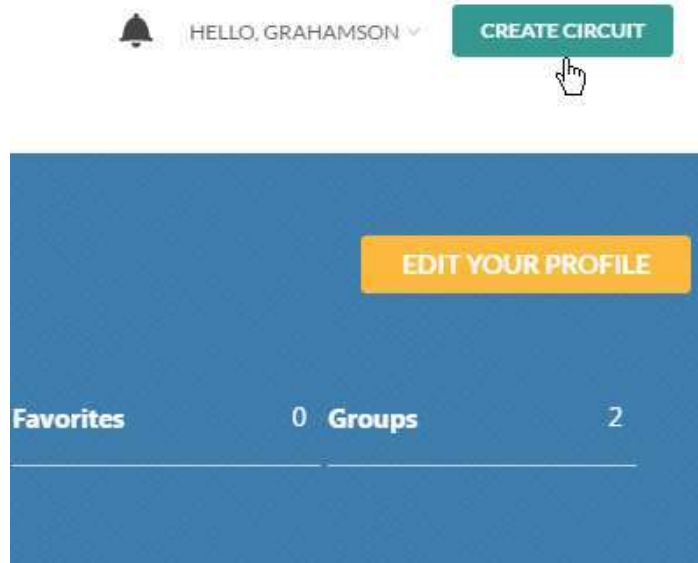 HELLO, GRAHAMSON
CREATE CIRCUIT
EDIT YOUR PROFILE
Favorites 0 Groups 2